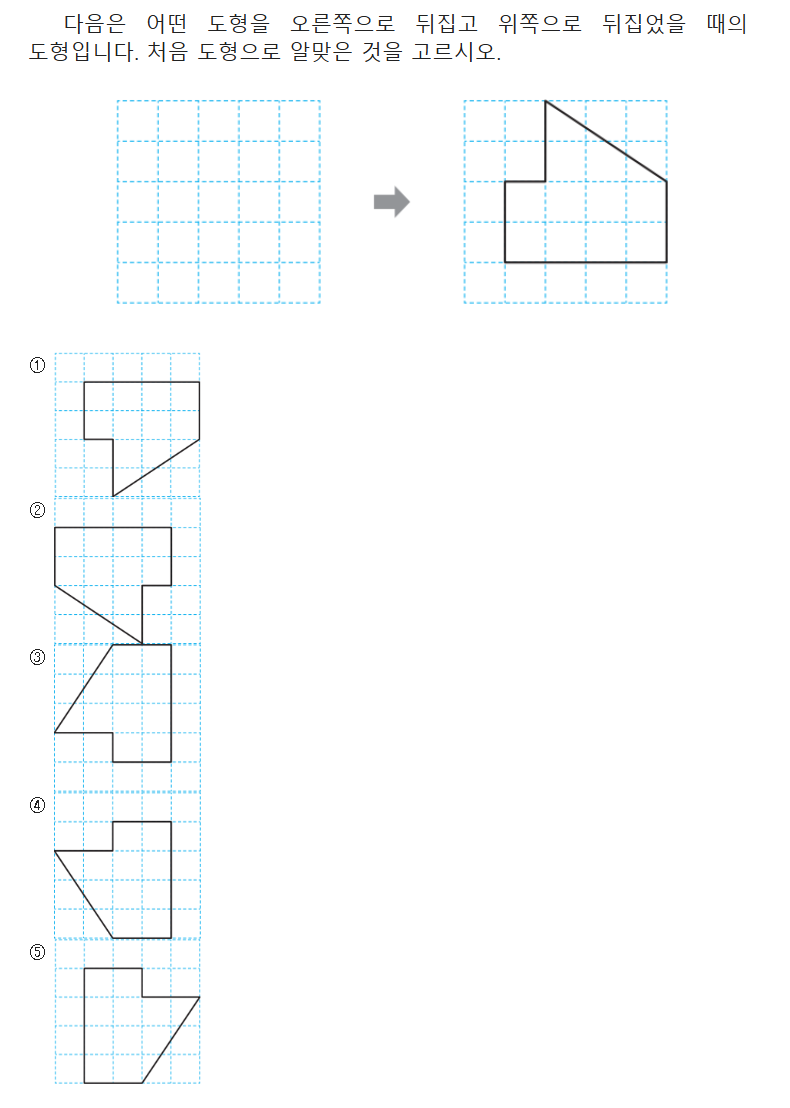 다음은 어떤 도형을 오른쪽으로 뒤집고 위쪽으로 뒤집었을 때의
도형입니다. 처음 도형으로 알맞은 것을 고르시오.
①
②
③
④
⑤